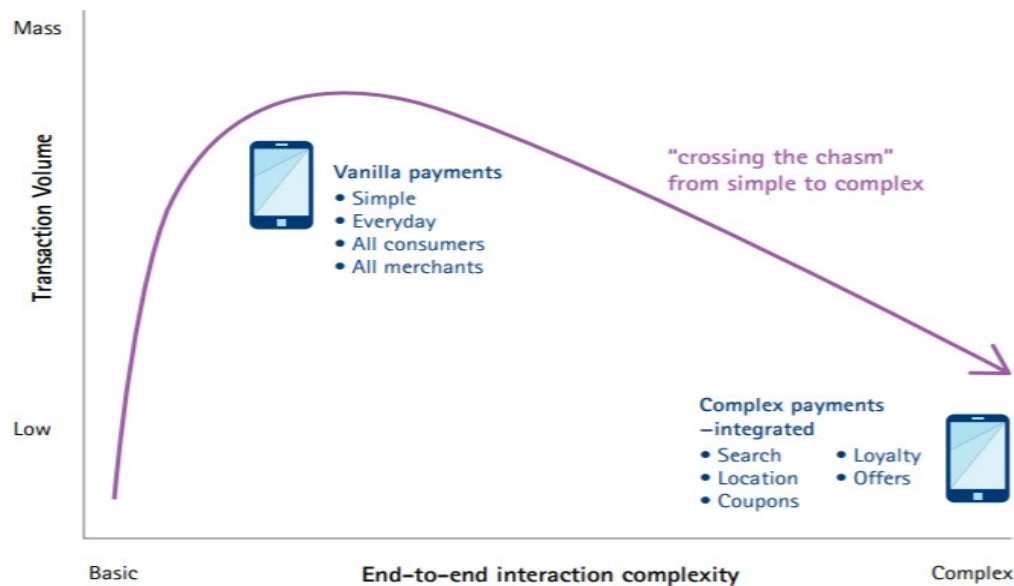 Mass
Transaction Volume
Low
"crossing the chasm"
from simple to complex
Vanilla payments
• Simple
• Everyday
• All consumers
• All merchants
Complex payments
–integrated
• Search
• Location
• Coupons
• Loyalty
• Offers
Basic
End-to-end interaction complexity
Complex